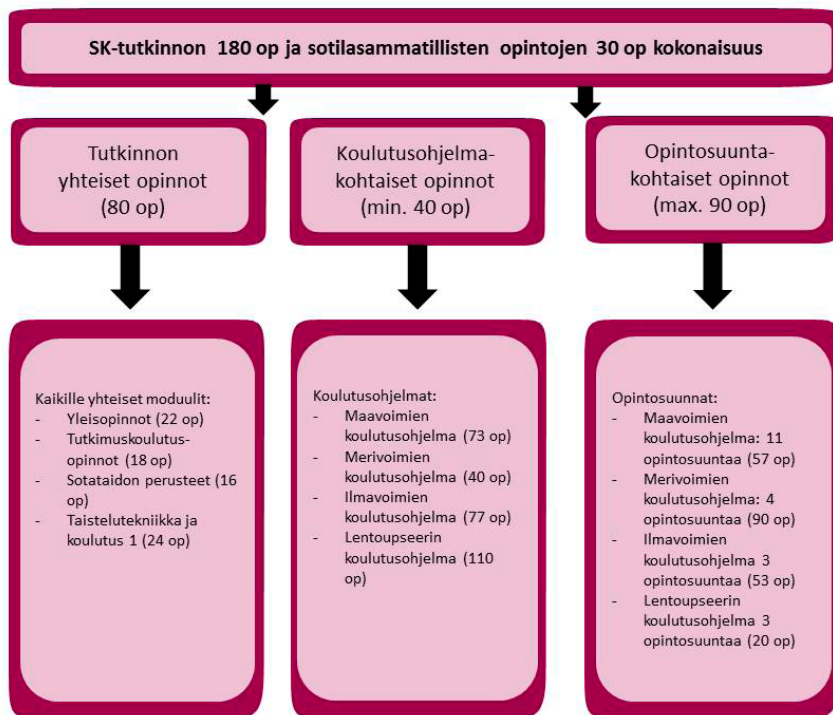 SK-tutkinnon 180 op ja sotilasammatillisten opintojen 30 op kokonaisuus
Tutkinnon
yhteiset opinnot
(80 op)
Koulutusohjelma-
kohtaiset opinnot
(min. 40 op)
Opintosuunta-
kohtaiset opinnot
(max. 90 op)
Kaikille yhteiset moduulit:
- Yleisopinnot (22 op)
- Tutkimuskoulutus-
opinnot (18 op)
- Sotataidon perusteet (16
op)
- Taistelutekniikka ja
koulutus 1 (24 op)
Koulutusohjelmat:
- Maavoimien
koulutusohjelma (73 op)
- Merivoimien
koulutusohjelma (40 op)
- Ilmavoimien
koulutusohjelma (77 op)
- Lentoupseerin
koulutusohjelma (110
op)
Opintosuunnat:
- Maavoimien
koulutusohjelma: 11
opintosuuntaa (57 op)
- Merivoimien
koulutusohjelma: 4
opintosuuntaa (90 op)
- Ilmavoimien
koulutusohjelma 3
opintosuuntaa (53 op)
- Lentoupseerin
koulutusohjelma 3
opintosuuntaa (20 op)